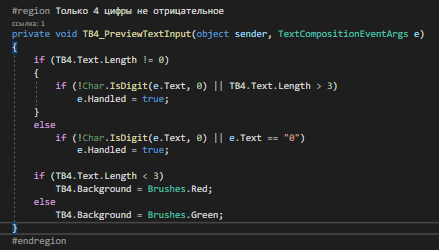 #region Только 4 цифры не отрицательное
ссылка: 1
private void TB4_PreviewTextInput(object sender, TextCompositionEventArgs e)
{
    if (TB4.Text.Length != 0)
    {
        if (!Char.IsDigit(e.Text, 0) || TB4.Text.Length > 3)
            e.Handled = true;
    }
    else
        if (!Char.IsDigit(e.Text, 0) || e.Text == "0")
            e.Handled = true;

    if (TB4.Text.Length < 3)
        TB4.Background = Brushes.Red;
    else
        TB4.Background = Brushes.Green;
}
#endregion